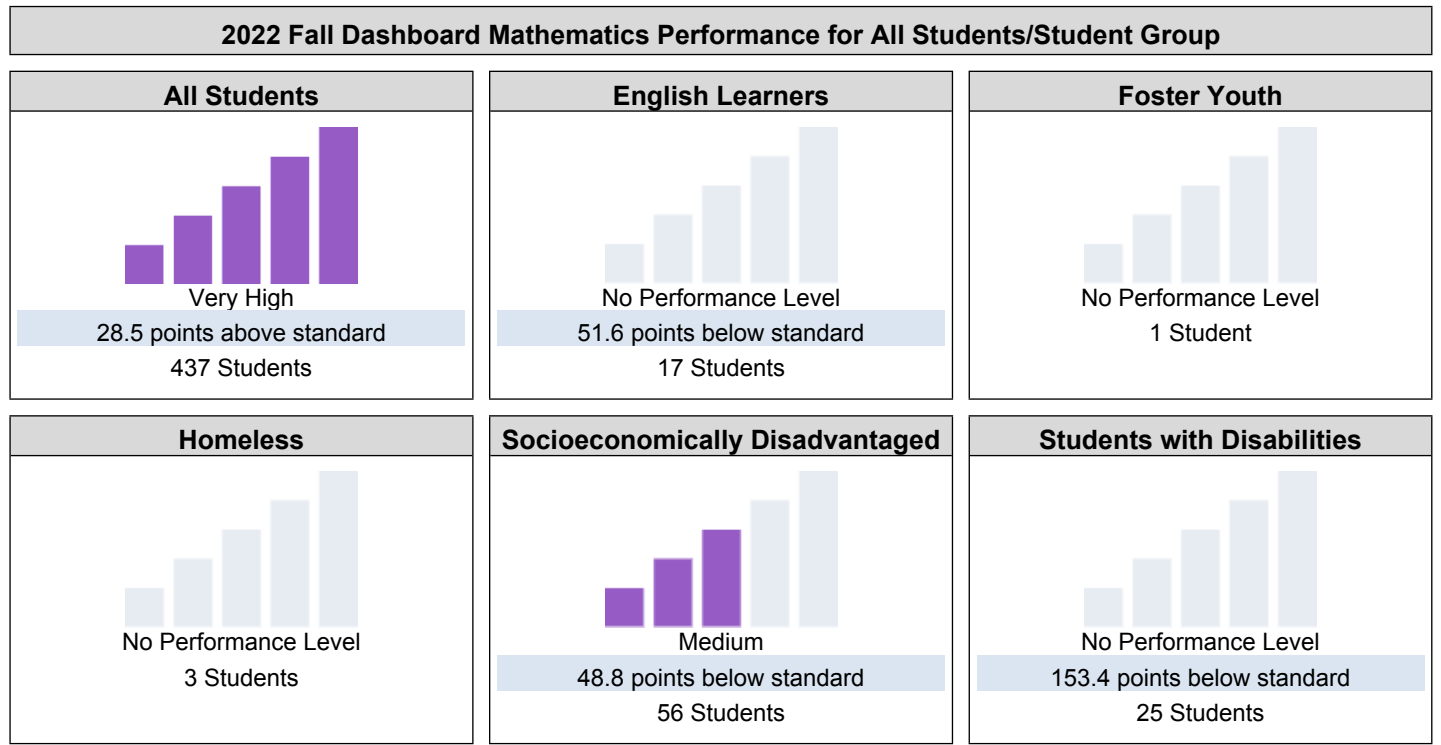 2022 Fall Dashboard Mathematics Performance for All Students/Student Group
All Students
Very High
28.5 points above standard
437 Students
English Learners
No Performance Level
51.6 points below standard
17 Students
Foster Youth
No Performance Level
1 Student
Homeless
No Performance Level
3 Students
Socioeconomically Disadvantaged
Medium
48.8 points below standard
56 Students
Students with Disabilities
No Performance Level
153.4 points below standard
25 Students